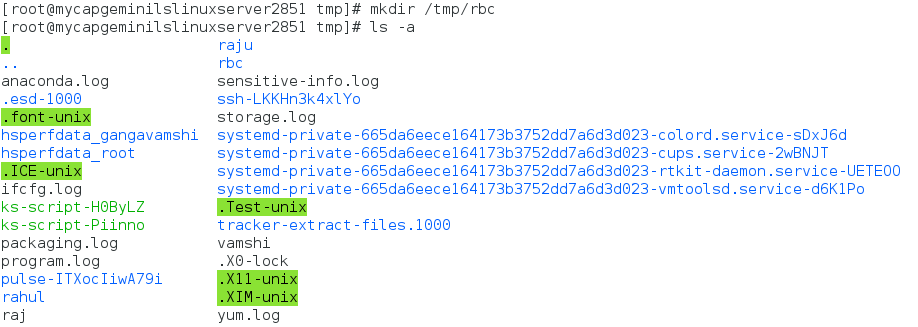 [root@mycapgeminilslinuxserver2851 tmp]# mkdir /tmp/rbc
[root@mycapgeminilslinuxserver2851 tmp]# ls -a
. raju
.. rbc
anaconda.log sensitive-info.log
.esd-1000 ssh-LKKHn3k4xlYo
.font-unix storage.log
hsperfdata_gangavamshi systemd-private-665da6eece164173b3752dd7a6d3d023-colord.service-sDxJ6d
hsperfdata_root systemd-private-665da6eece164173b3752dd7a6d3d023-cups.service-2wBNJT
.ICE-unix systemd-private-665da6eece164173b3752dd7a6d3d023-rtkit-daemon.service-UETEOO
ifcfg.log systemd-private-665da6eece164173b3752dd7a6d3d023-vmtoolsd.service-d6K1Po
ks-script-H0ByLZ .Test-unix
ks-script-Piinno tracker-extract-files.1000
packaging.log vamshi
program.log .X0-lock
pulse-ITXocIiwA79i .X11-unix
rahul .XIM-unix
raj yum.log